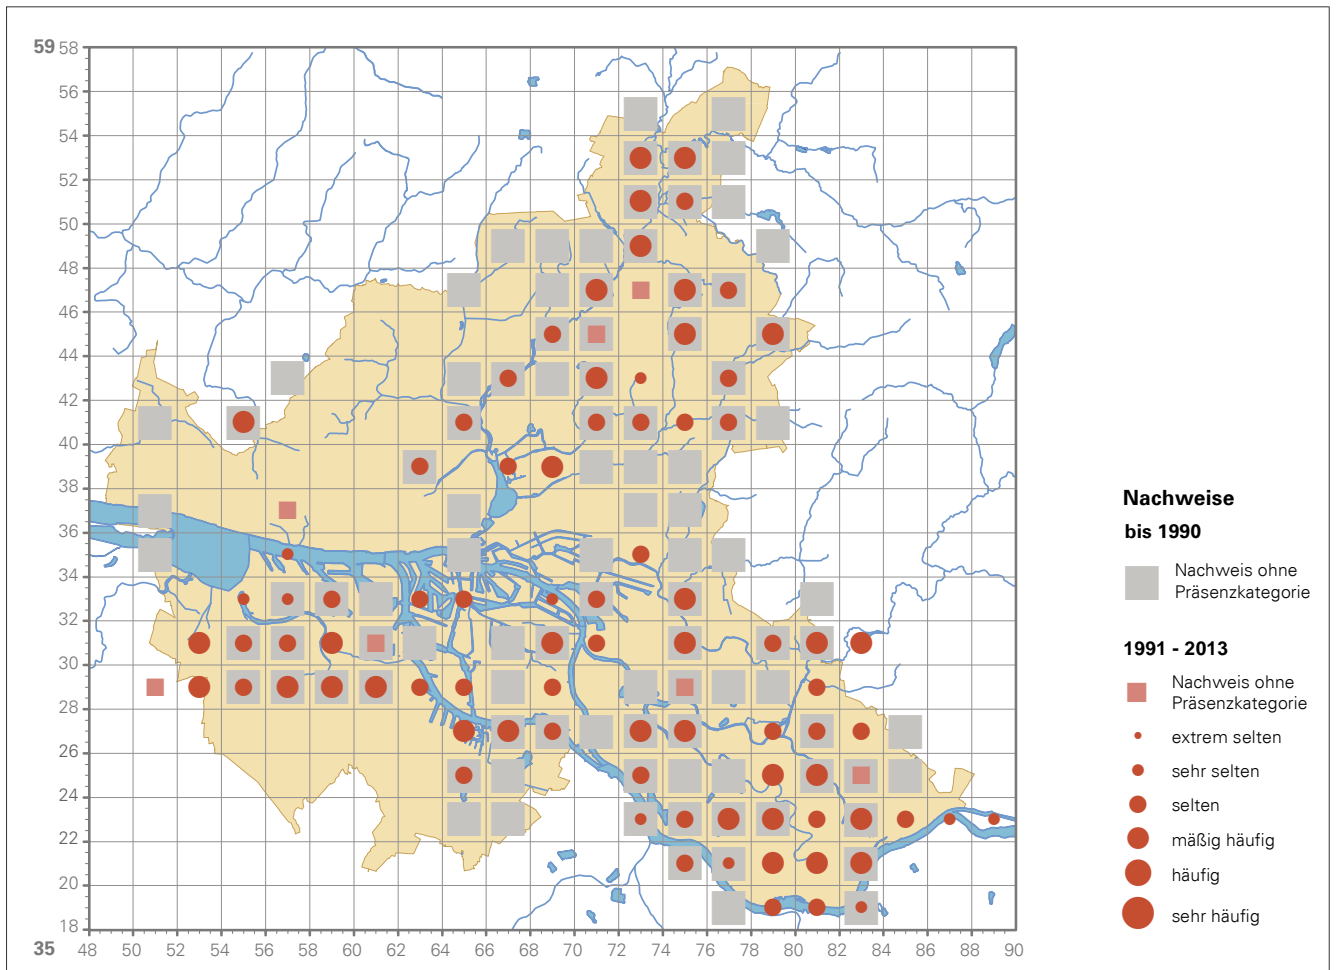 59 58
56
54
52
50
48
46
44
42
40
38
36
34
32
30
28
26
24
22
20
18
35
48 50 52 54 56 58 60 62 64 66 68 70 72 74 76 78 80 82 84 86 88 90
Nachweise
bis 1990
Nachweis ohne
Präsenzkategorie
1991 - 2013
Nachweis ohne
Präsenzkategorie
extrem selten
sehr selten
selten
mäßig häufig
häufig
sehr häufig